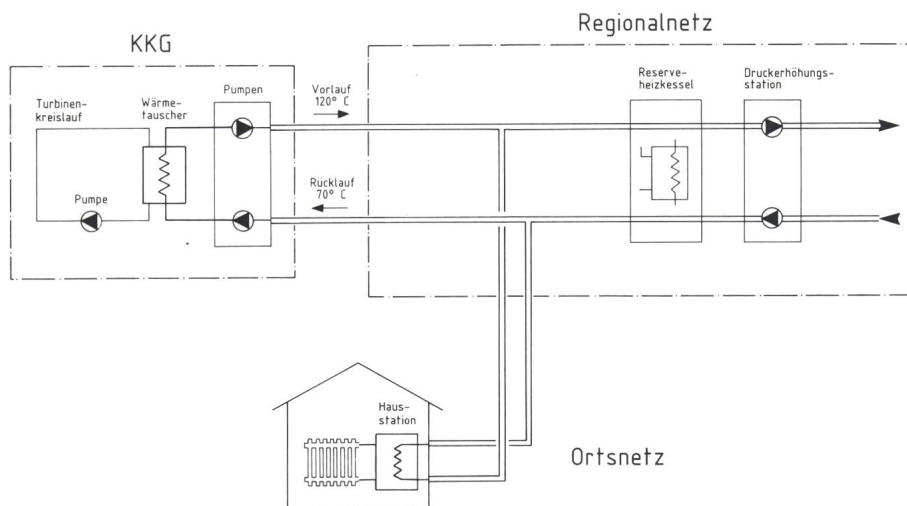 KKG
Regionalnetz
Turbinen-
kreislauf
Wärme-
tauscher
Pumpen
Vorlauf
120° C
Reserve-
heizkessel
Druckerhöhungs-
station
Pumpe
Rücklauf
70° C
Haus-
station
Ortsnetz